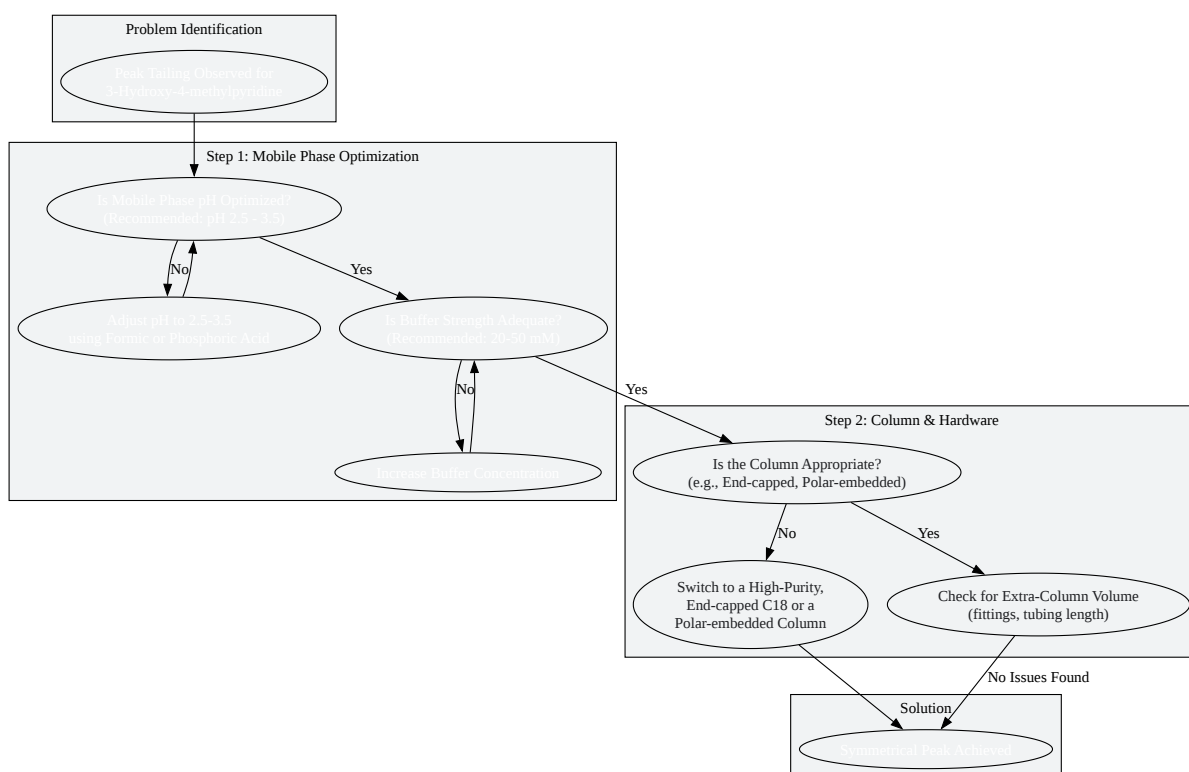 Problem Identification
Peak Tailing Observed for
3-Hydroxy-4-methylpyridine
Step 1: Mobile Phase Optimization
Is Mobile Phase pH Optimized?
(Recommended: pH 2.5 - 3.5)
No
Yes
Adjust pH to 2.5-3.5
using Formic or Phosphoric Acid
Is Buffer Strength Adequate?
(Recommended: 20-50 mM)
No
Yes
Increase Buffer Concentration
Step 2: Column & Hardware
Is the Column Appropriate?
(e.g., End-capped, Polar-embedded)
No
Yes
Switch to a High-Purity,
End-capped C18 or a
Polar-embedded Column
Check for Extra-Column Volume
(fittings, tubing length)
No Issues Found
Solution
Symmetrical Peak Achieved